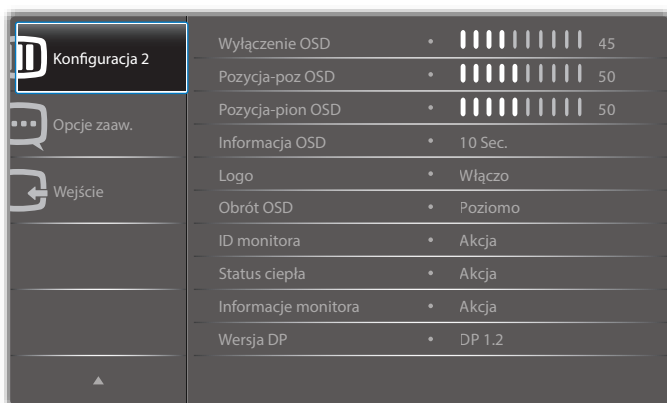 Konfiguracja 2
Opcje zaaw.
Wejście
Wyłączenie OSD • 45
Pozycja-poz OSD • 50
Pozycja-pion OSD • 50
Informacja OSD • 10 Sec.
Logo • Włączo
Obrót OSD • Poziomo
ID monitora • Akcja
Status ciepła • Akcja
Informacje monitora • Akcja
Wersja DP • DP 1.2